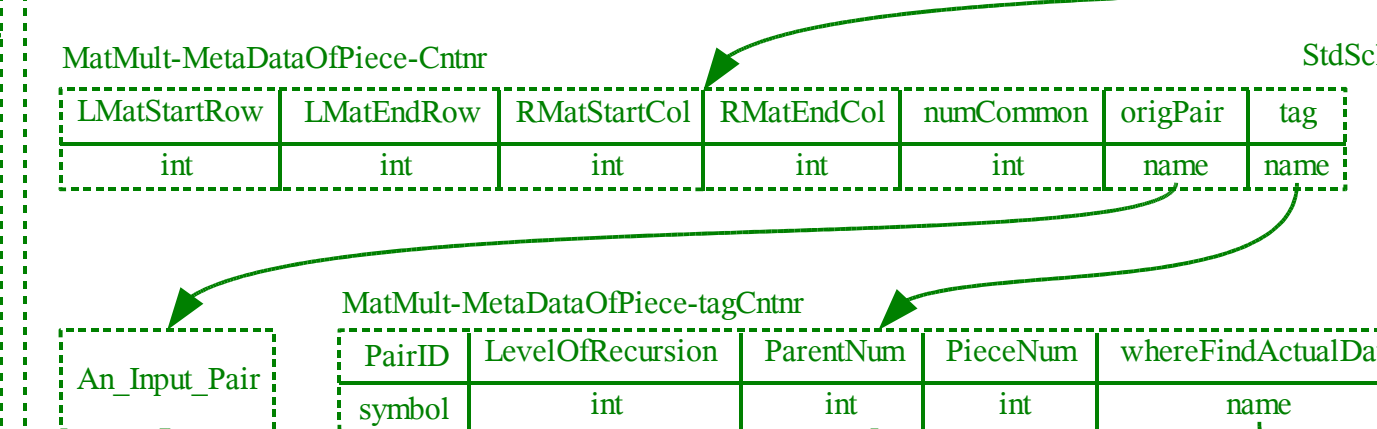 MatMult-MetaDataOfPiece-Cntnr
LMatStartRow LMatEndRow RMatStartCol RMatEndCol numCommon origPair tag
int int int int int name name
MatMult-MetaDataOfPiece-tagCntnr
An_Input_Pair
PairID LevelOfRecursion ParentNum PieceNum
symbol int int int name